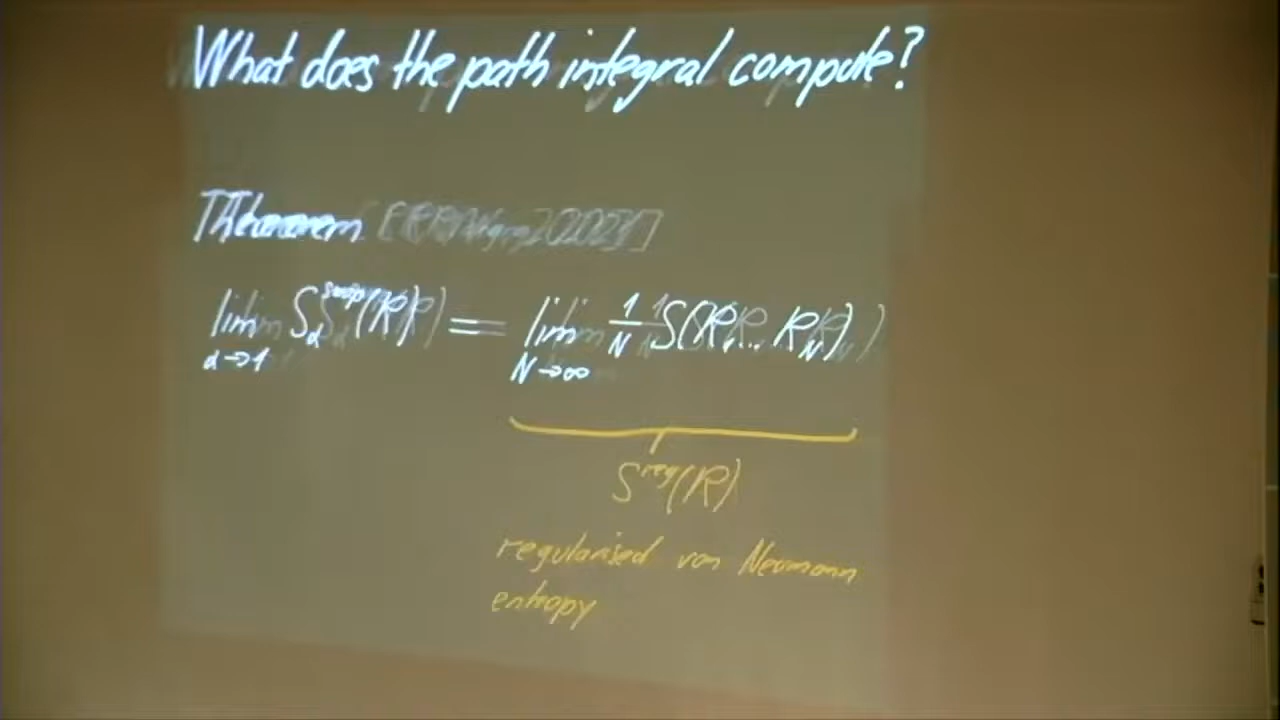 What does the path integral compute?
Theorem
lim S_α^swap(R) = lim 1/N S(R_1 ... R_N)
α→1 N→∞
S^reg(R)
regularised von Neumann
entropy